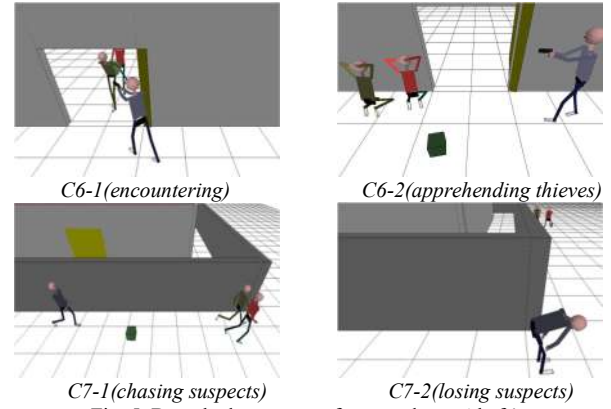 C6-1(encountering)
C6-2(apprehending thieves)
C7-1(chasing suspects)
C7-2(losing suspects)